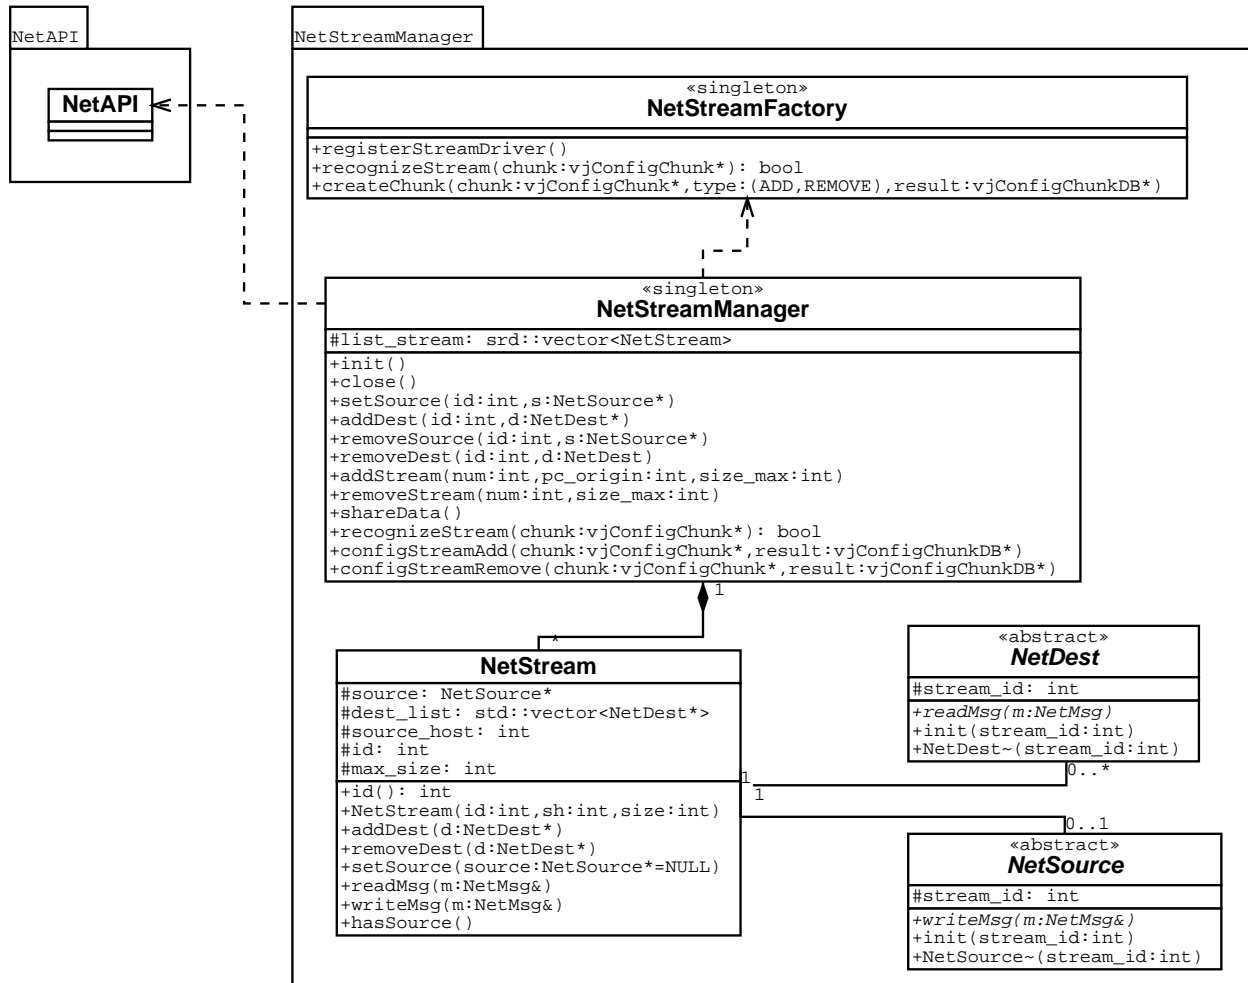 NetAPI
NetAPI
NetStreamManager
«singleton»
NetStreamFactory
+registerStreamDriver()
+recognizeStream(chunk:vjConfigChunk*): bool
+createChunk(chunk:vjConfigChunk*,type:(ADD,REMOVE),result:vjConfigChunkDB*)
«singleton»
NetStreamManager
#list_stream: srd::vector<NetStream>
+init()
+close()
+setSource(id:int,s:NetSource*)
+addDest(id:int,d:NetDest*)
+removeSource(id:int,s:NetSource*)
+removeDest(id:int,d:NetDest)
+addStream(num:int,pc_origin:int,size_max:int)
+removeStream(num:int,size_max:int)
+shareData()
+recognizeStream(chunk:vjConfigChunk*): bool
+configStreamAdd(chunk:vjConfigChunk*,result:vjConfigChunkDB*)
+configStreamRemove(chunk:vjConfigChunk*,result:vjConfigChunkDB*)
1
*
NetStream
#source: NetSource*
#dest_list: std::vector<NetDest*>
#source_host: int
#id: int
#max_size: int
+id(): int
+NetStream(id:int,sh:int,size:int)
+addDest(d:NetDest*)
+removeDest(d:NetDest*)
+setSource(source:NetSource*=NULL)
+readMsg(m:NetMsg&)
+writeMsg(m:NetMsg&)
+hasSource()
«abstract»
NetDest
#stream_id: int
+readMsg(m:NetMsg)
+init(stream_id:int)
+NetDest~(stream_id:int)
1
0..*
1
0..1
«abstract»
NetSource
#stream_id: int
+writeMsg(m:NetMsg&)
+init(stream_id:int)
+NetSource~(stream_id:int)